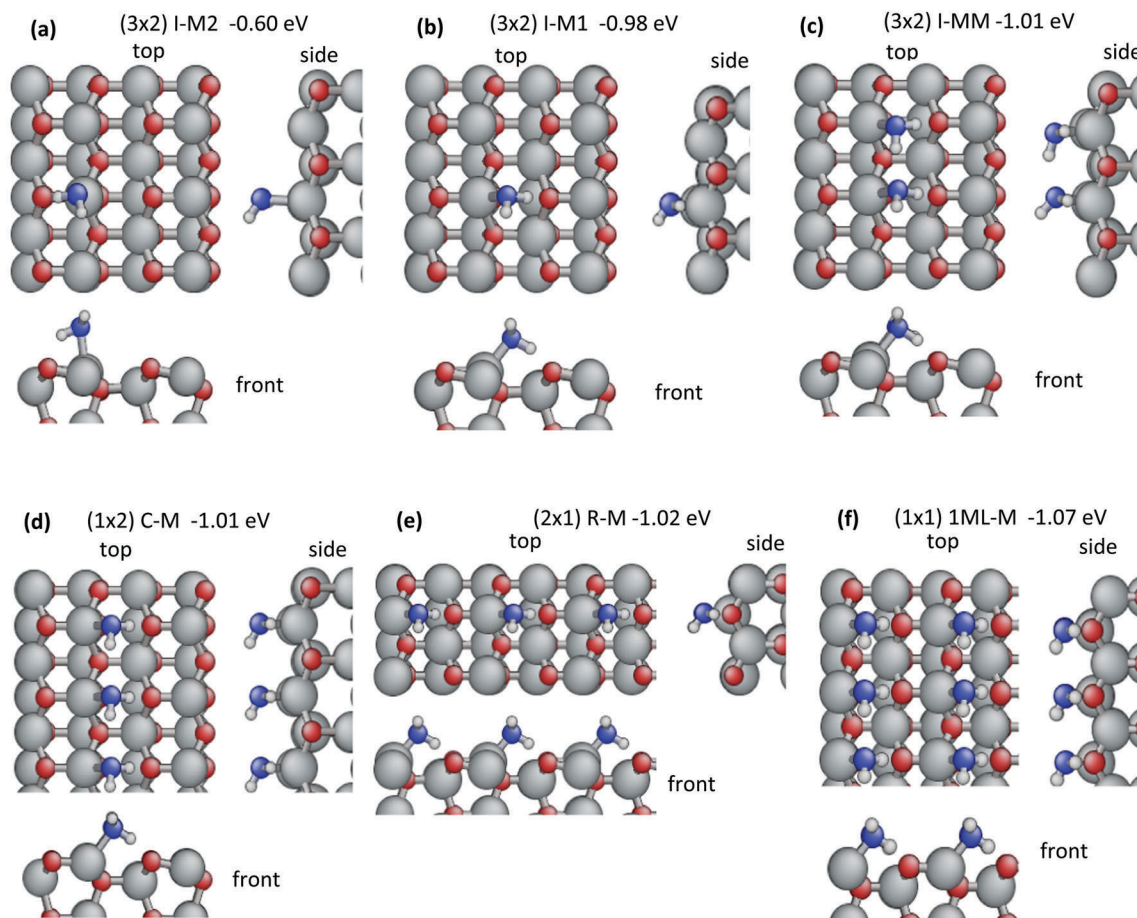 (a) (3x2) I-M2 -0.60 eV
top side
front
(b) (3x2) I-M1 -0.98 eV
top side
front
(c) (3x2) I-MM -1.01 eV
top side
front
(d) (1x2) C-M -1.01 eV
top side
front
(e) (2x1) R-M -1.02 eV
top side
front
(f) (1x1) 1ML-M -1.07 eV
top side
front